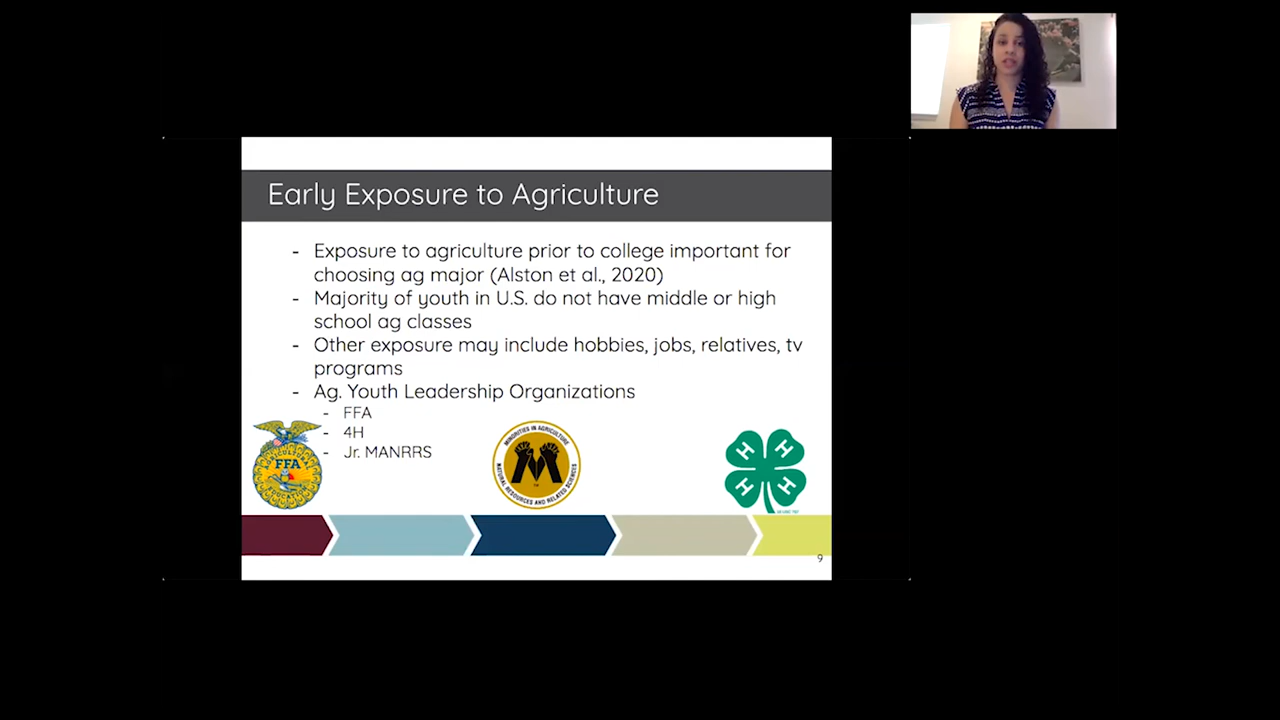 Early Exposure to Agriculture
- Exposure to agriculture prior to college important for
choosing ag major (Alston et al., 2020)
- Majority of youth in U.S. do not have middle or high
school ag classes
- Other exposure may include hobbies, jobs, relatives, tv
programs
- Ag. Youth Leadership Organizations
- FFA
- 4H
- Jr. MANRRS
AGRICULTURAL
FFA
EDUCATION
MINORITIES IN AGRICULTURE
M
NATURAL RESOURCES AND RELATED SCIENCES
H H
H H
9